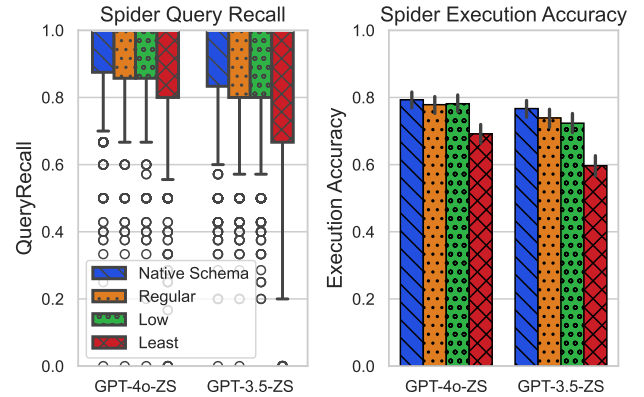 Spider Query Recall
QueryRecall
1.0
0.8
0.6
0.4
0.2
0.0
Native Schema
Regular
Low
Least
GPT-4o-ZS
GPT-3.5-ZS
Spider Execution Accuracy
Execution Accuracy
1.0
0.8
0.6
0.4
0.2
0.0
GPT-4o-ZS
GPT-3.5-ZS